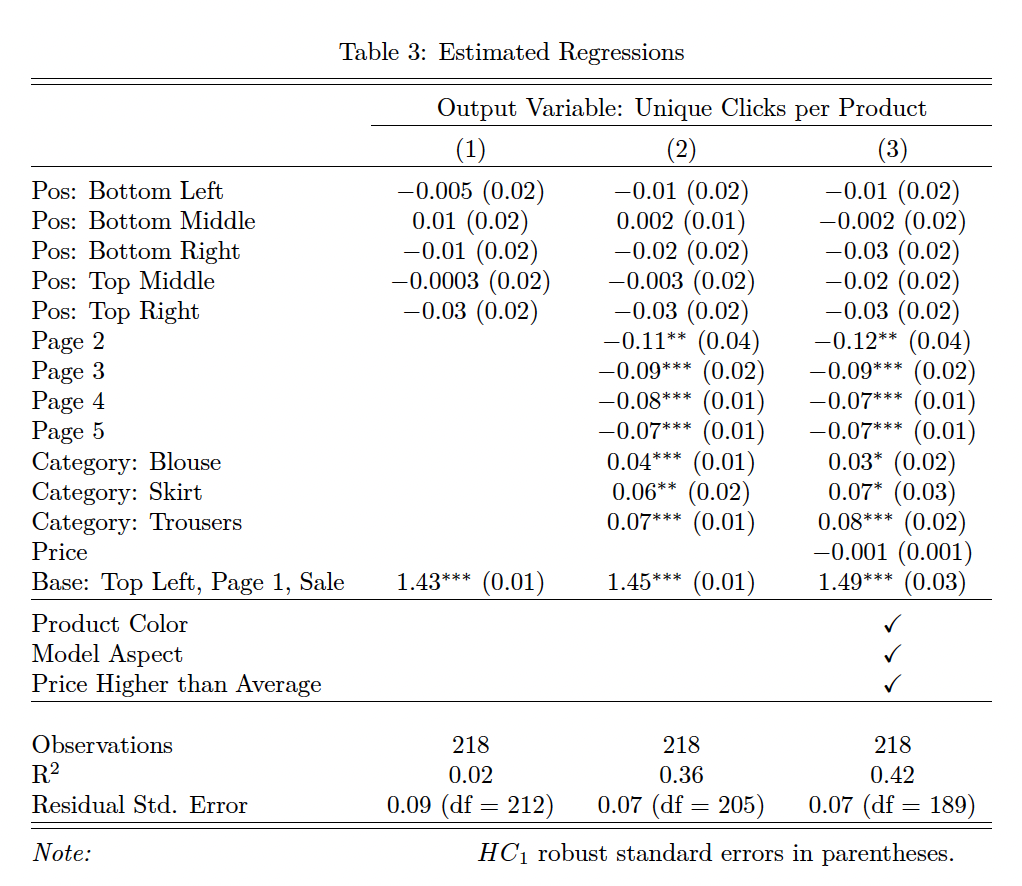 Table 3: Estimated Regressions
Output Variable: Unique Clicks per Product
(1) (2) (3)
Pos: Bottom Left −0.005 (0.02) −0.01 (0.02) −0.01 (0.02)
Pos: Bottom Middle 0.01 (0.02) 0.002 (0.01) −0.002 (0.02)
Pos: Bottom Right −0.01 (0.02) −0.02 (0.02) −0.03 (0.02)
Pos: Top Middle −0.0003 (0.02) −0.003 (0.02) −0.02 (0.02)
Pos: Top Right −0.03 (0.02) −0.03 (0.02) −0.03 (0.02)
Page 2 −0.11** (0.04) −0.12** (0.04)
Page 3 −0.09*** (0.02) −0.09*** (0.02)
Page 4 −0.08*** (0.01) −0.07*** (0.01)
Page 5 −0.07*** (0.01) −0.07*** (0.01)
Category: Blouse 0.04*** (0.01) 0.03* (0.02)
Category: Skirt 0.06** (0.02) 0.07* (0.03)
Category: Trousers 0.07*** (0.01) 0.08*** (0.02)
Price −0.001 (0.001)
Base: Top Left, Page 1, Sale 1.43*** (0.01) 1.45*** (0.01) 1.49*** (0.03)
Product Color ✓
Model Aspect ✓
Price Higher than Average ✓
Observations 218 218 218
R² 0.02 0.36 0.42
Residual Std. Error 0.09 (df = 212) 0.07 (df = 205) 0.07 (df = 189)
Note: HC₁ robust standard errors in parentheses.